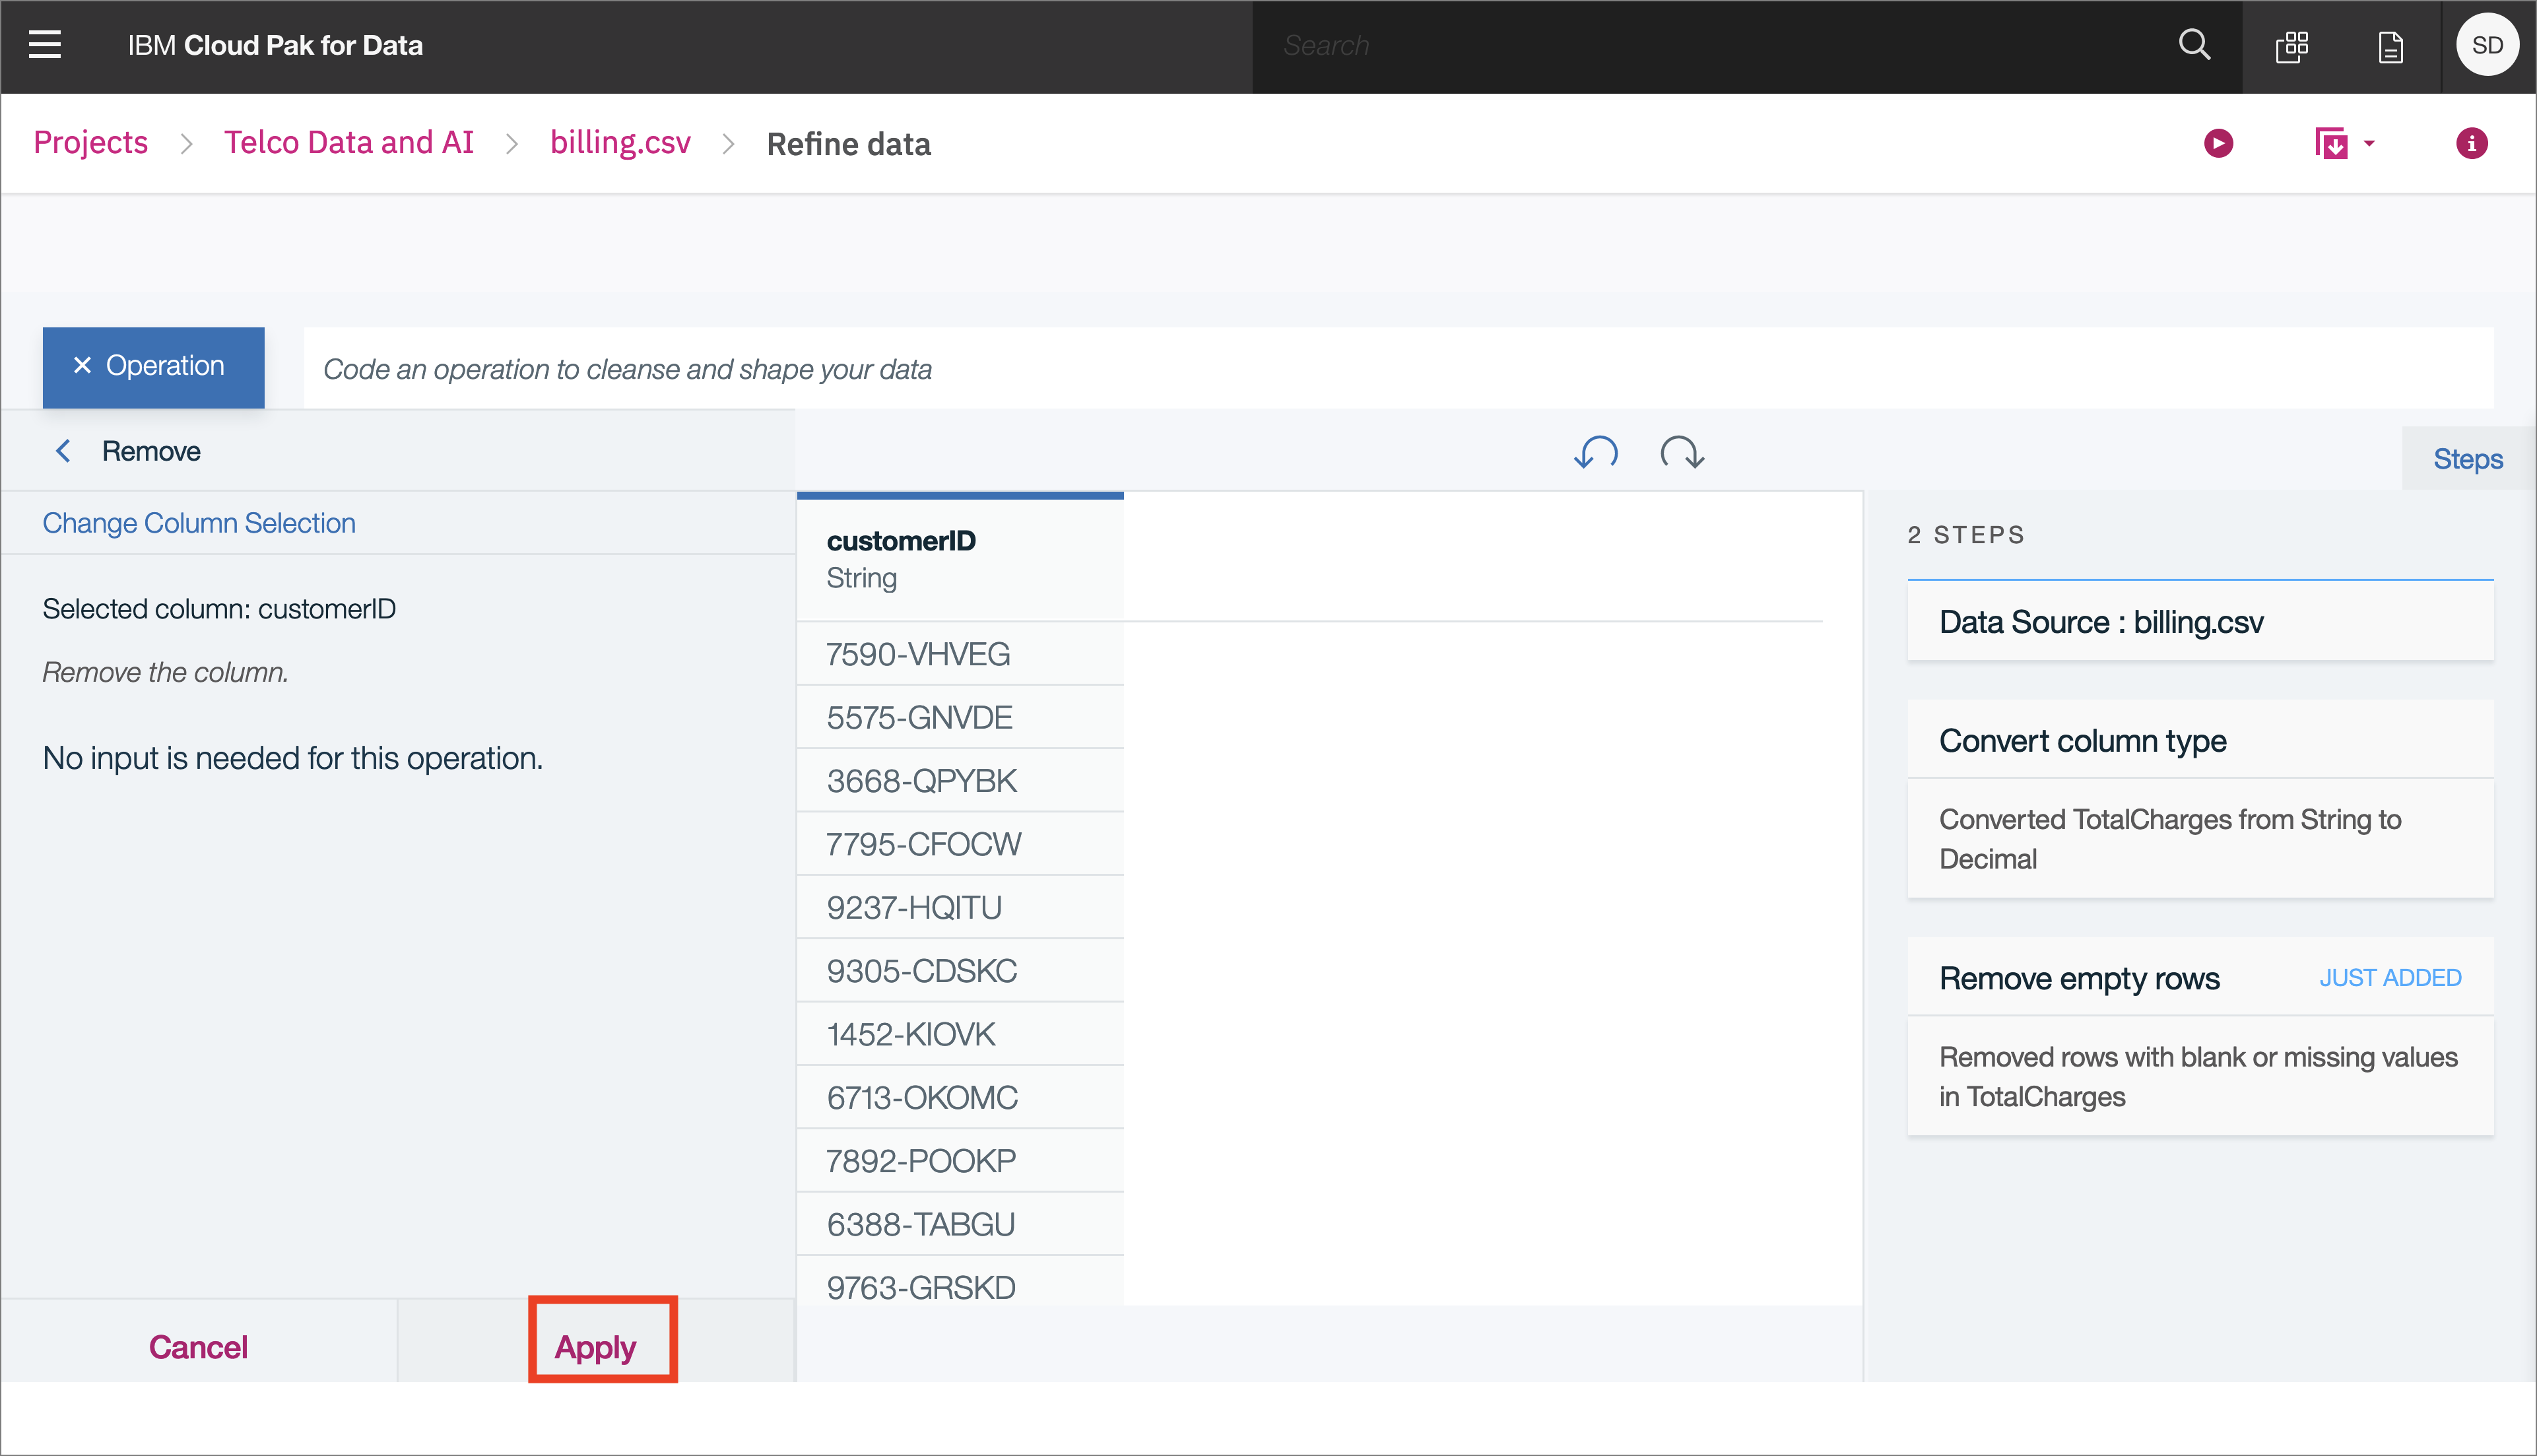 IBM Cloud Pak for Data
Search
SD
Projects
Telco Data and AI
billing.csv
Refine data
Operation
Code an operation to cleanse and shape your data
Remove
Steps
Change Column Selection
Selected column: customerID
Remove the column.
No input is needed for this operation.
Cancel
Apply
customerID
String
7590-VHVEG
5575-GNVDE
3668-QPYBK
7795-CFOCW
9237-HQITU
9305-CDSKC
1452-KIOVK
6713-OKOMC
7892-POOKP
6388-TABGU
9763-GRSKD
2 STEPS
Data Source : billing.csv
Convert column type
Converted TotalCharges from String to
Decimal
Remove empty rows
JUST ADDED
Removed rows with blank or missing values
in TotalCharges